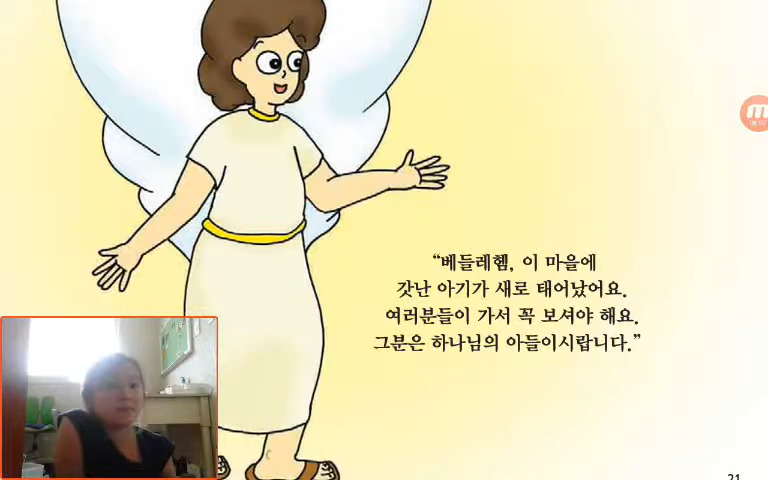 “베들레헴, 이 마을에
갓난 아기가 새로 태어났어요.
여러분들이 가서 꼭 보셔야 해요.
그분은 하나님의 아들이시랍니다.”
21